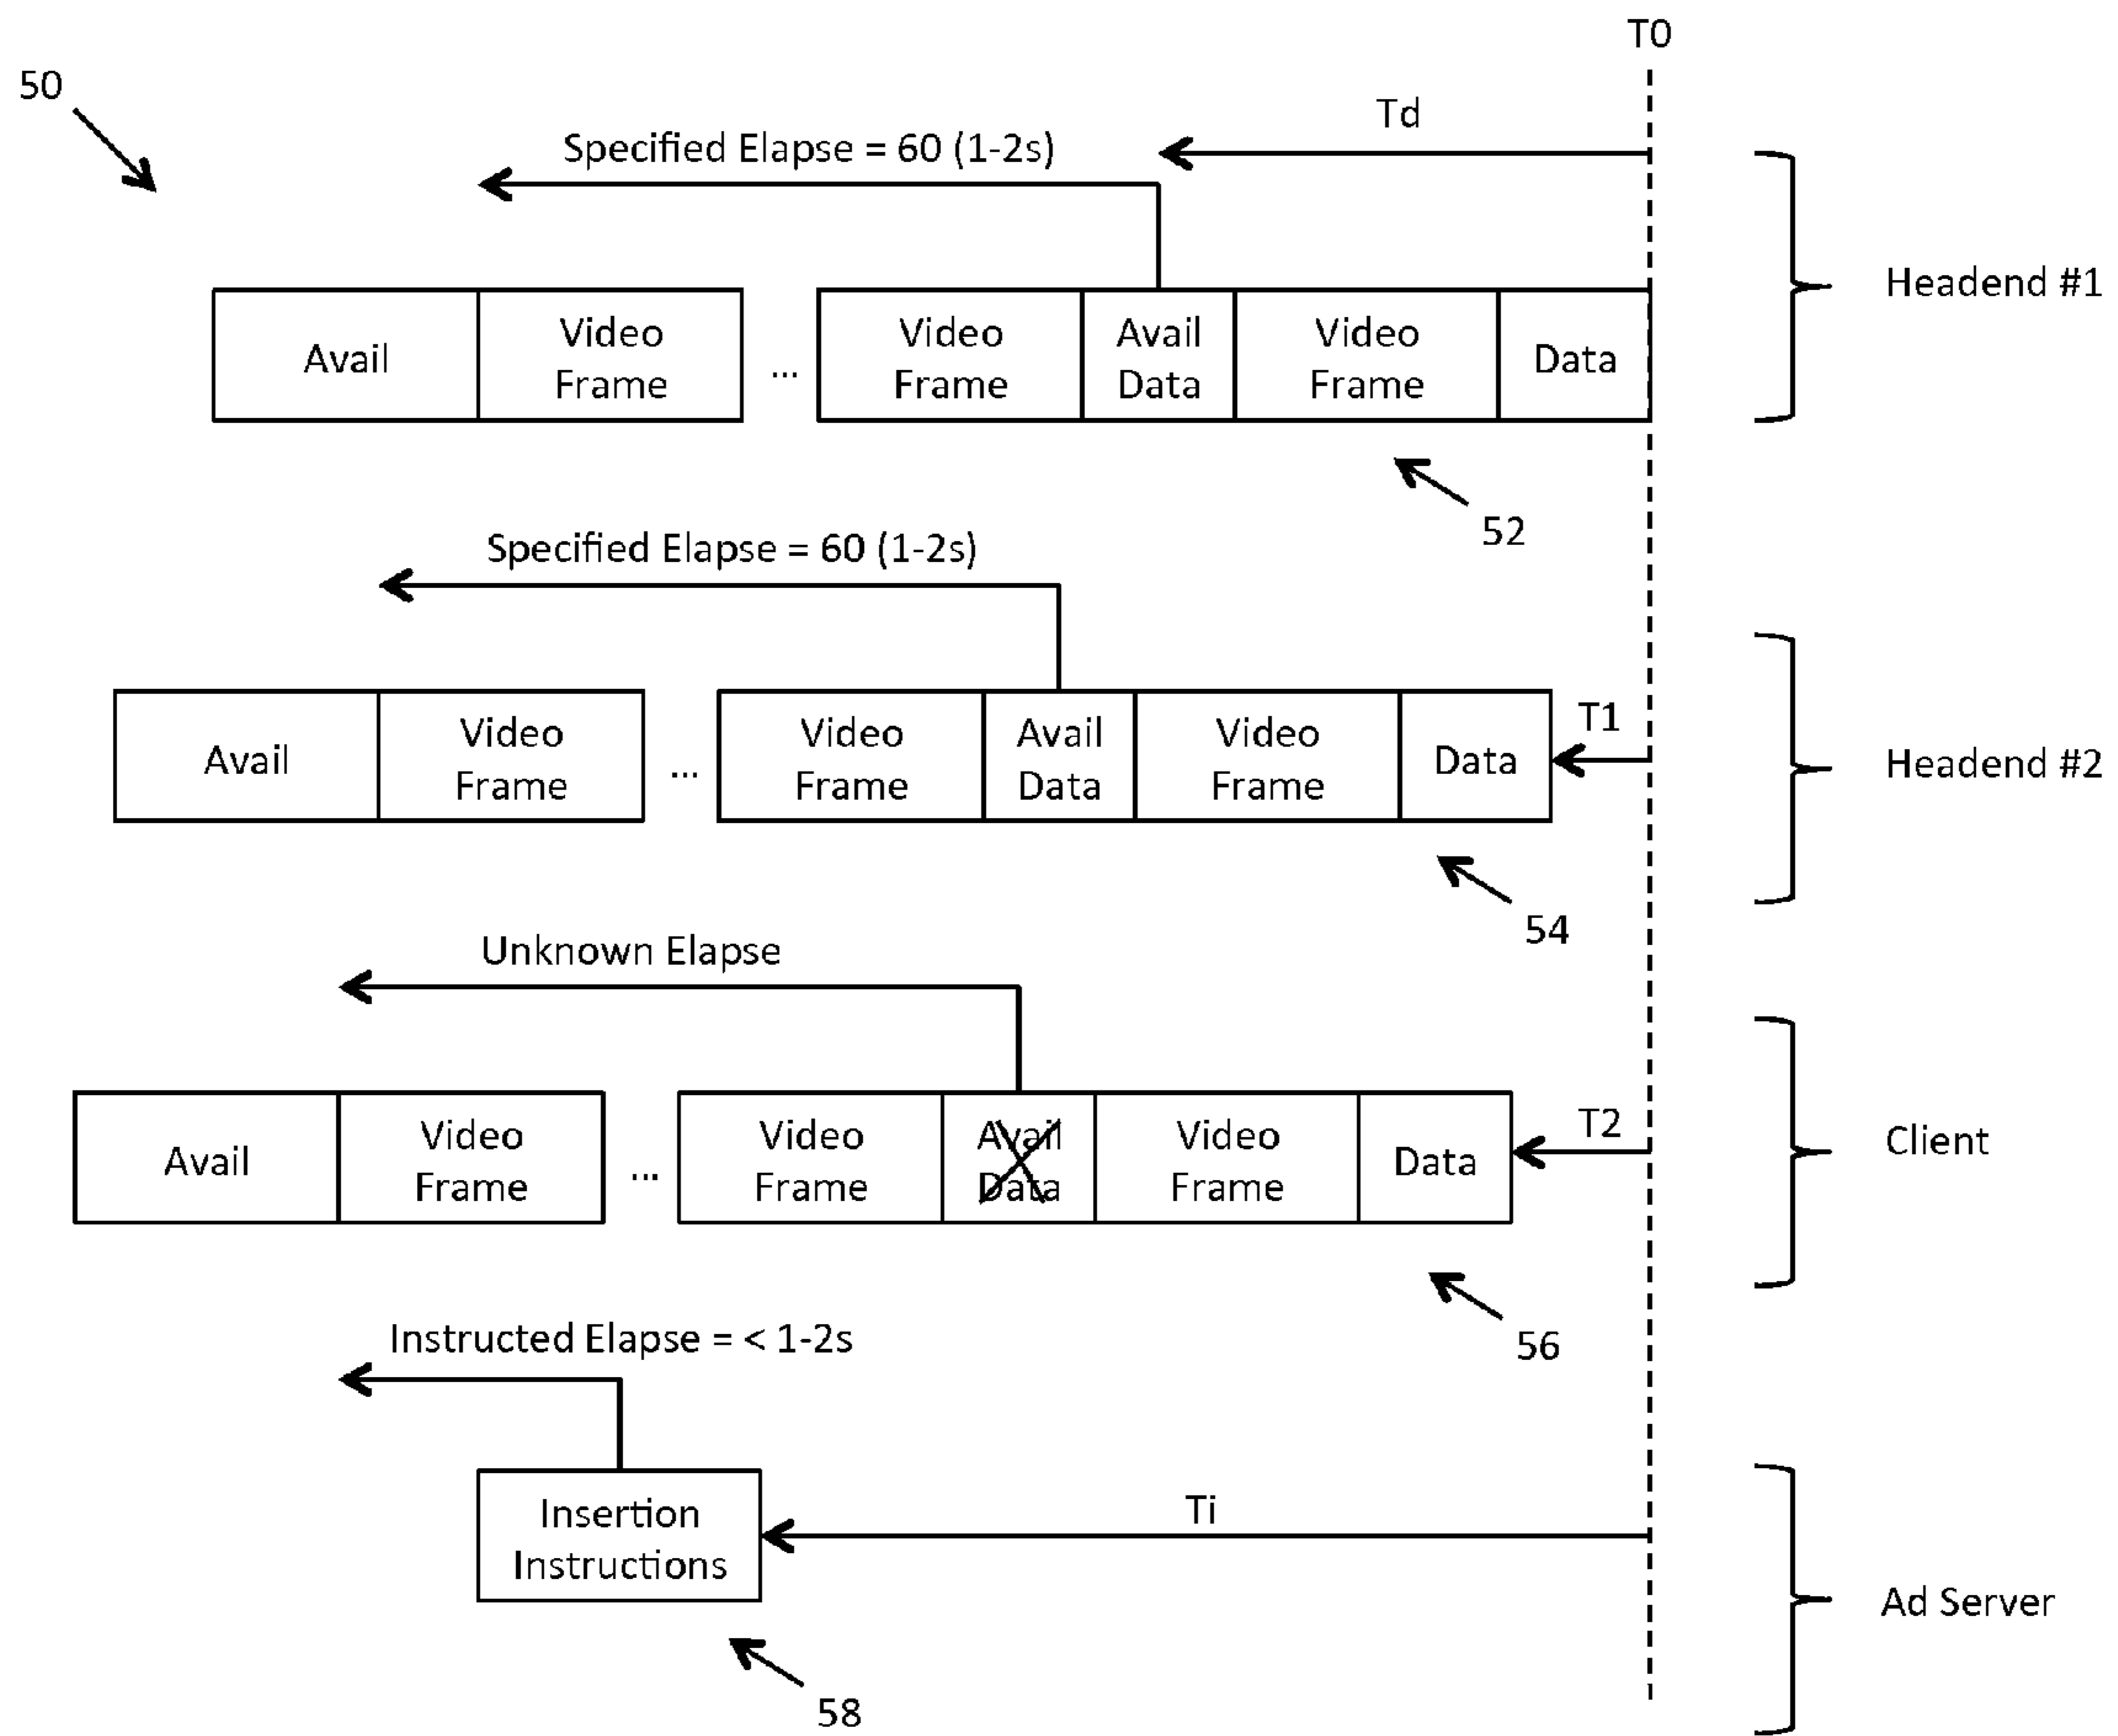 T0
50
Td
Specified Elapse = 60 (1-2s)
Avail
Video
Frame
...
Video
Frame
Avail
Data
Video
Frame
Data
Headend #1
52
Specified Elapse = 60 (1-2s)
Avail
Video
Frame
...
Video
Frame
Avail
Data
Video
Frame
Data
T1
Headend #2
54
Unknown Elapse
Avail
Video
Frame
...
Video
Frame
Avail
Data
Video
Frame
Data
T2
Client
56
Instructed Elapse = < 1-2s
Insertion
Instructions
Ti
Ad Server
58